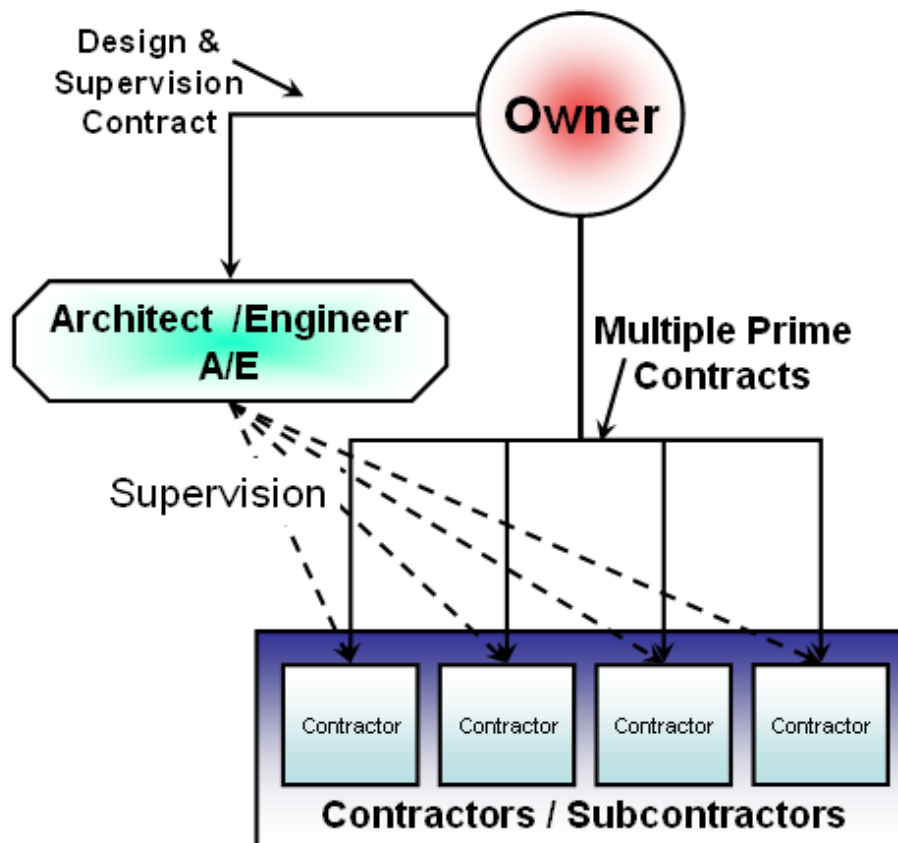 Design &
Supervision
Contract
Owner
Architect /Engineer
A/E
Multiple Prime
Contracts
Supervision
Contractor
Contractor
Contractor
Contractor
Contractors / Subcontractors